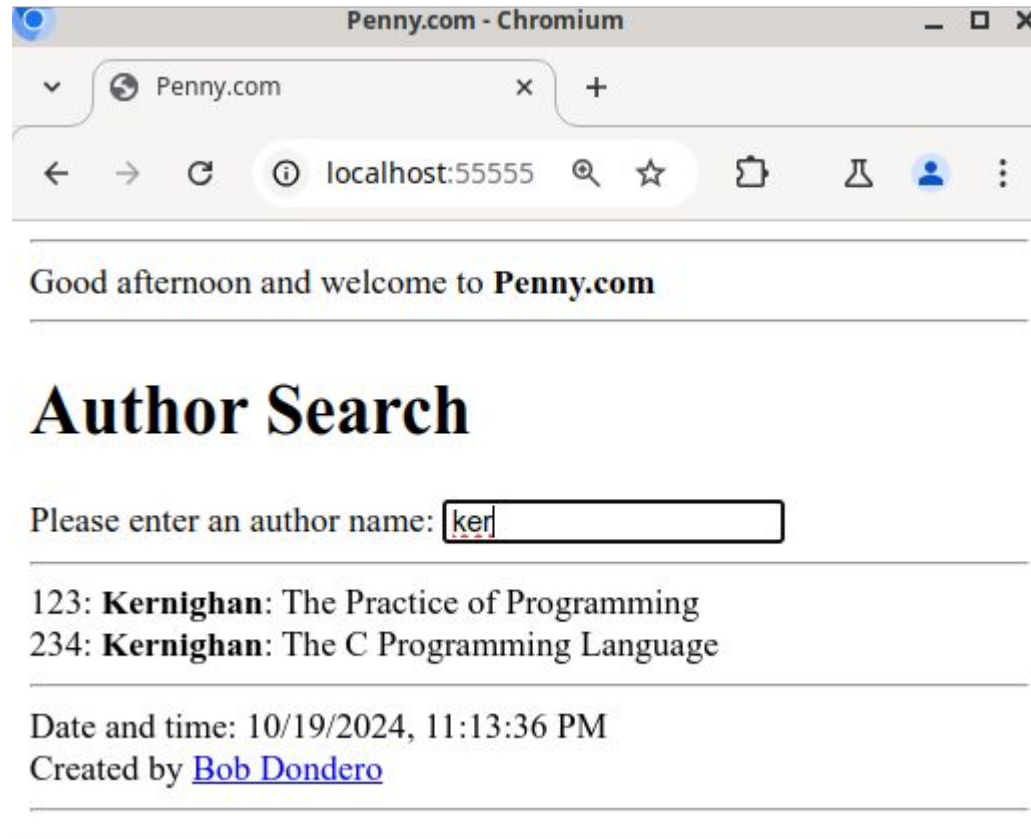 Penny.com - Chromium
Penny.com
localhost:55555
Good afternoon and welcome to Penny.com
Author Search
Please enter an author name: ker
123: Kernighan: The Practice of Programming
234: Kernighan: The C Programming Language
Date and time: 10/19/2024, 11:13:36 PM
Created by Bob Dondero